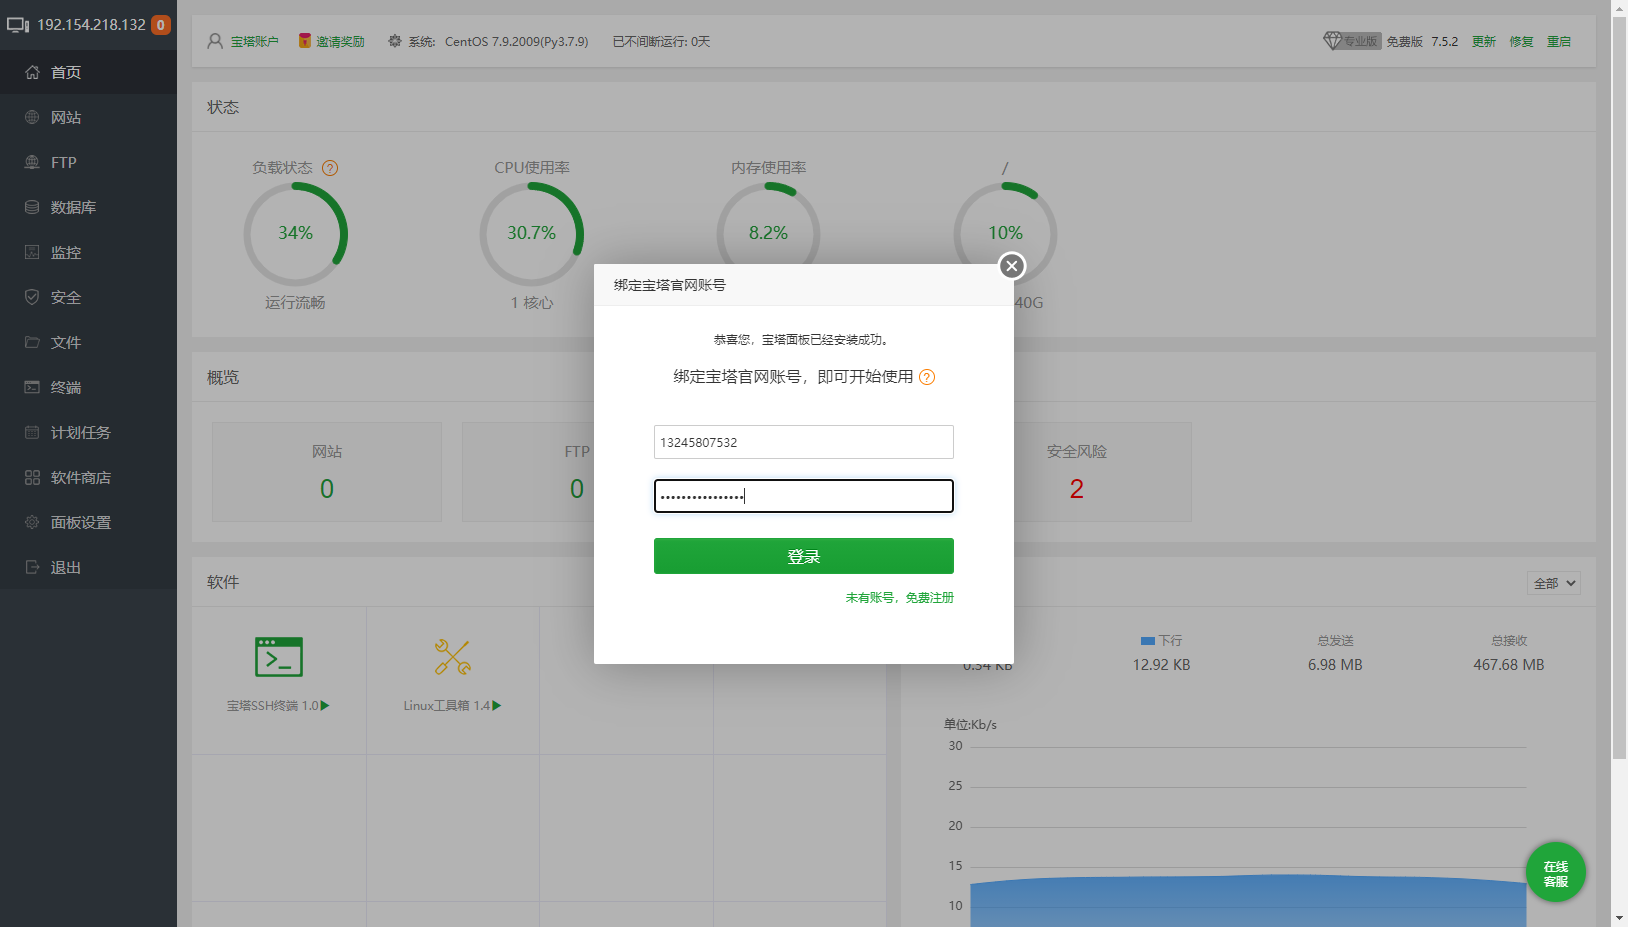 192.154.218.132 0
首页
网站
FTP
数据库
监控
安全
文件
终端
计划任务
软件商店
面板设置
退出
宝塔账户 邀请奖励 系统: CentOS 7.9.2009(Py3.7.9) 已不间断运行: 0天 专业版 免费版 7.5.2 更新 修复 重启
状态
负载状态 ? CPU使用率 内存使用率 /
34% 30.7% 8.2% 10%
运行流畅 1 核心 40G
绑定宝塔官网账号
恭喜您，宝塔面板已经安装成功。
绑定宝塔官网账号，即可开始使用 ?
13245807532
••••••••••••••••
登录
未有账号，免费注册
概览
网站 FTP 安全风险
0 0 2
软件 全部
下行 总发送 总接收
0.54 KB 12.92 KB 6.98 MB 467.68 MB
宝塔SSH终端 1.0 Linux工具箱 1.4
单位:Kb/s
30
25
20
15
10
在线
客服